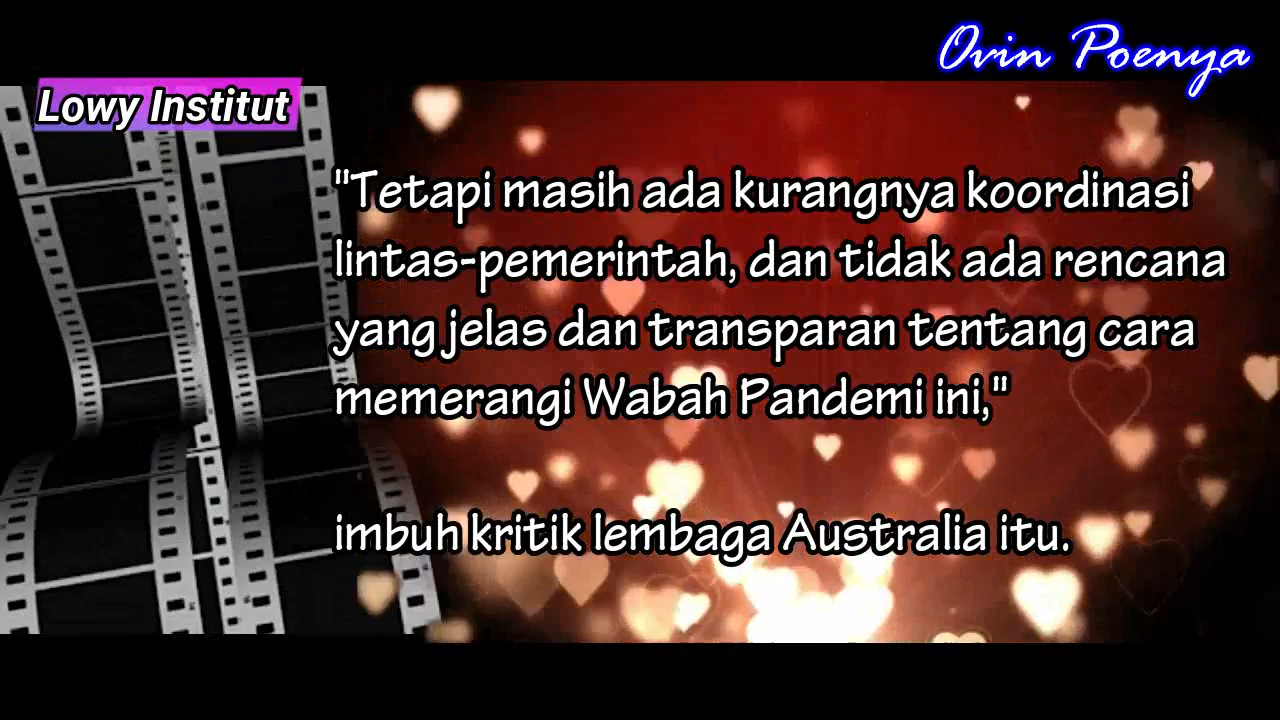 Ovin Poenya
Lowy Institut
"Tetapi masih ada kurangnya koordinasi
lintas-pemerintah, dan tidak ada rencana
yang jelas dan transparan tentang cara
memerangi Wabah Pandemi ini,"
imbuh kritik lembaga Australia itu.